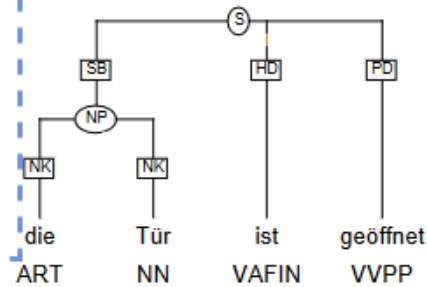 S
SB HD PD
NP
NK NK
die Tür ist geöffnet
ART NN VAFIN VVPP